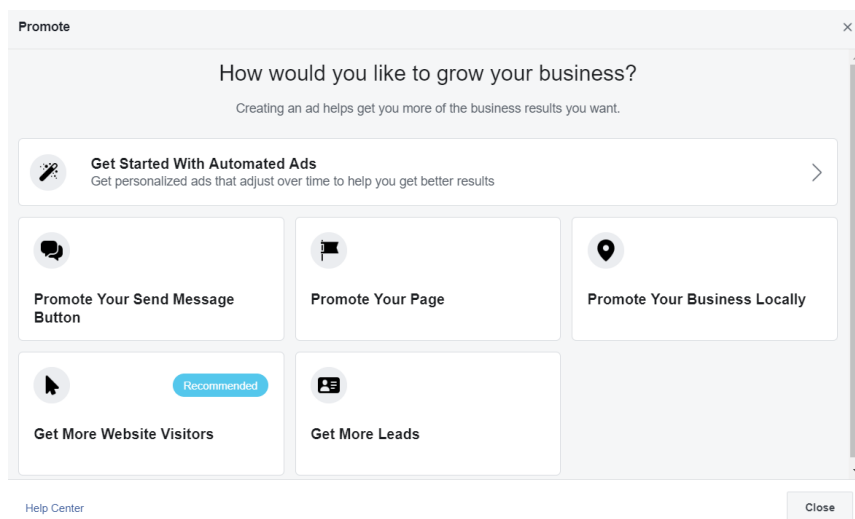 Promote
How would you like to grow your business?
Creating an ad helps get you more of the business results you want.
Get Started With Automated Ads
Get personalized ads that adjust over time to help you get better results
Promote Your Send Message
Button
Promote Your Page
Promote Your Business Locally
Recommended
Get More Website Visitors
Get More Leads
Help Center
Close